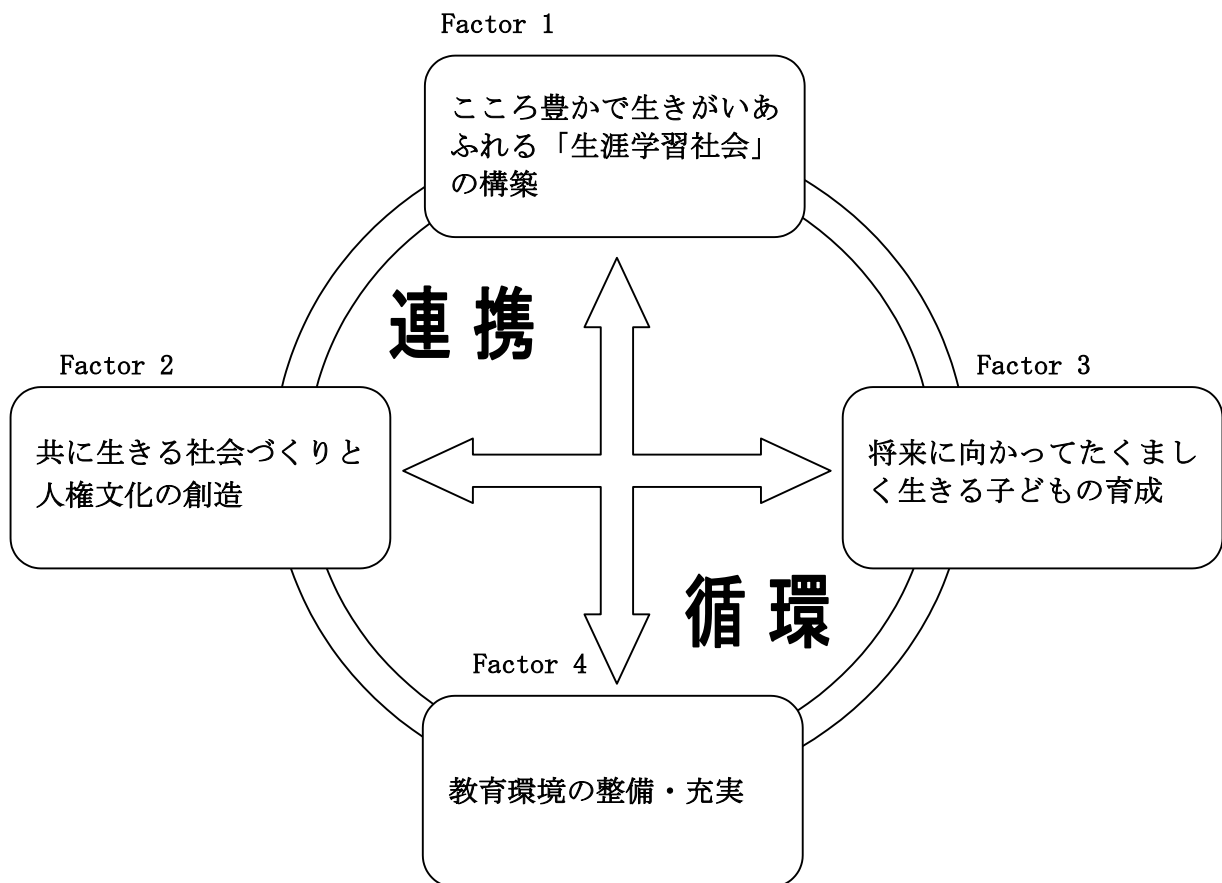 Factor 1
こころ豊かで生きがいあ
ふれる「生涯学習社会」
の構築
連携
Factor 2
共に生きる社会づくりと
人権文化の創造
Factor 3
将来に向かってたくまし
く生きる子どもの育成
循環
Factor 4
教育環境の整備・充実